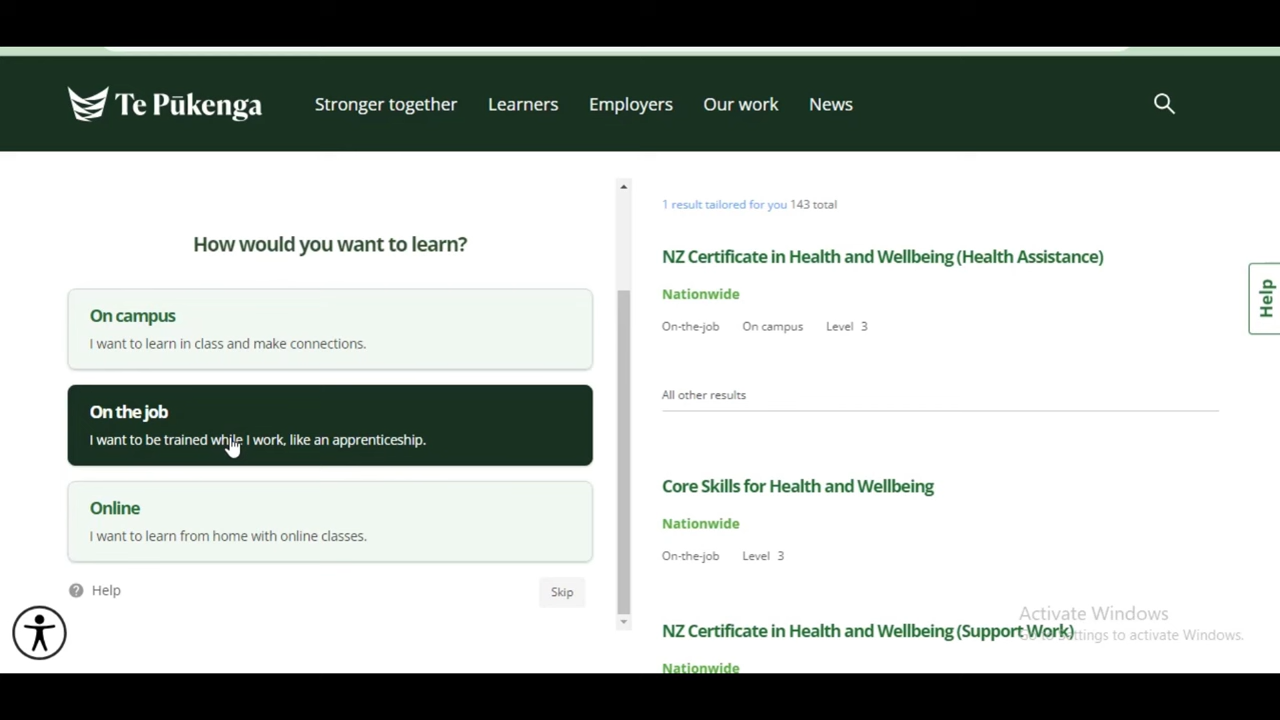 Te Pūkenga
Stronger together Learners Employers Our work News
How would you want to learn?
On campus
I want to learn in class and make connections.
On the job
I want to be trained while I work, like an apprenticeship.
Online
I want to learn from home with online classes.
Help
Skip
1 result tailored for you 143 total
NZ Certificate in Health and Wellbeing (Health Assistance)
Nationwide
On-the-job On campus Level 3
All other results
Core Skills for Health and Wellbeing
Nationwide
On-the-job Level 3
NZ Certificate in Health and Wellbeing (Support Work)
Nationwide
Help
Activate Windows
Go to Settings to activate Windows.